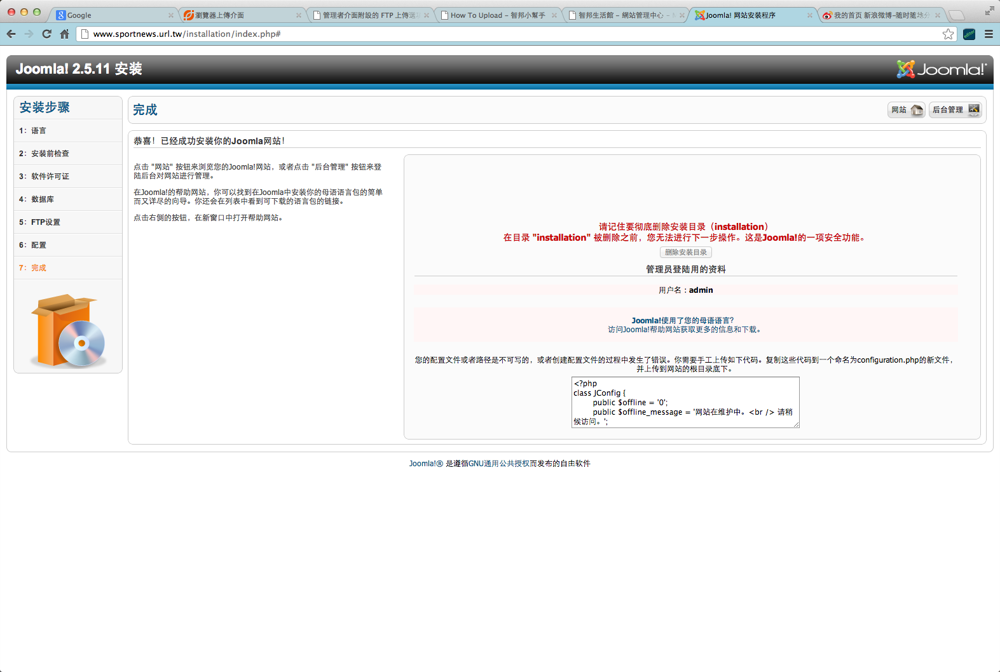 Google
瀏覽器上傳介面
管理者介面附設的 FTP 上傳選
How To Upload – 智邦小幫手
智邦生活館 – 網站管理中心 –
Joomla! 网站安装程序
我的首页 新浪微博-随时随地分
www.sportnews.url.tw/installation/index.php#
Joomla! 2.5.11 安装
Joomla!
安装步骤
1：语言
2：安装前检查
3：软件许可证
4：数据库
5：FTP设置
6：配置
7：完成
完成
网站
后台管理
恭喜！已经成功安装你的Joomla网站！
点击 "网站" 按钮来浏览您的Joomla!网站，或者点击 "后台管理" 按钮来登
陆后台对网站进行管理。
在Joomla!的帮助网站，你可以找到在Joomla中安装你的母语语言包的简单
而又详尽的向导。你还会在列表中看到可下载的语言包的链接。
点击右侧的按钮，在新窗口中打开帮助网站。
请记住要彻底删除安装目录（installation）
在目录 "installation" 被删除之前，您无法进行下一步操作。这是Joomla!的一项安全功能。
删除安装目录
管理员登陆用的资料
用户名：admin
Joomla!使用了您的母语语言？
访问Joomla!帮助网站获取更多的信息和下载。
您的配置文件或者路径是不可写的，或者创建配置文件的过程中发生了错误。你需要手工上传如下代码。复制这些代码到一个命名为configuration.php的新文件，
并上传到网站的根目录底下。
<?php
class JConfig {
public $offline = '0';
public $offline_message = '网站在维护中。<br /> 请稍
候访问。';
Joomla!® 是遵循GNU通用公共授权而发布的自由软件